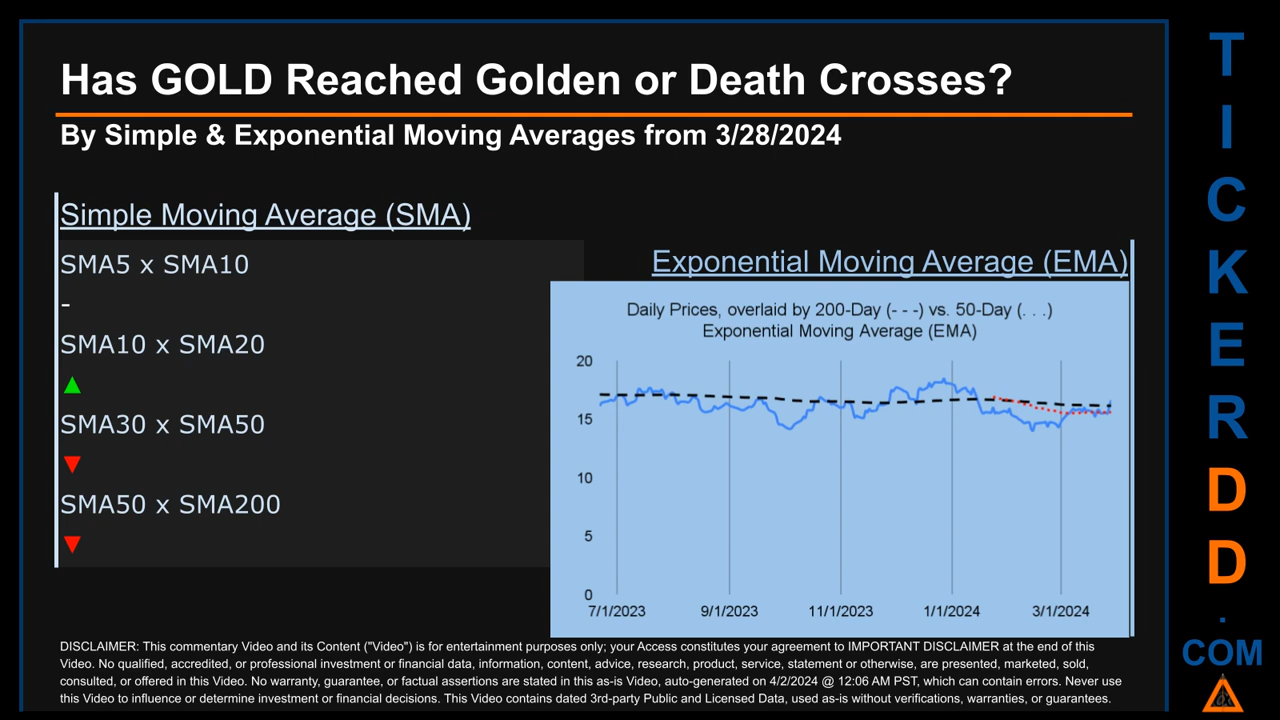 Has GOLD Reached Golden or Death Crosses?
By Simple & Exponential Moving Averages from 3/28/2024
Simple Moving Average (SMA)
SMA5 x SMA10
-
SMA10 x SMA20
▲
SMA30 x SMA50
▼
SMA50 x SMA200
▼
Exponential Moving Average (EMA)
Daily Prices, overlaid by 200-Day (- - -) vs. 50-Day (. . .)
Exponential Moving Average (EMA)
20
15
10
5
0
7/1/2023 9/1/2023 11/1/2023 1/1/2024 3/1/2024
DISCLAIMER: This commentary Video and its Content ("Video") is for entertainment purposes only; your Access constitutes your agreement to IMPORTANT DISCLAIMER at the end of this
Video. No qualified, accredited, or professional investment or financial data, information, content, advice, research, product, service, statement or otherwise, are presented, marketed, sold,
consulted, or offered in this Video. No warranty, guarantee, or factual assertions are stated in this as-is Video, auto-generated on 4/2/2024 @ 12:06 AM PST, which can contain errors. Never use
this Video to influence or determine investment or financial decisions. This Video contains dated 3rd-party Public and Licensed Data, used as-is without verifications, warranties, or guarantees.
T
I
C
K
E
R
D
D
.
COM